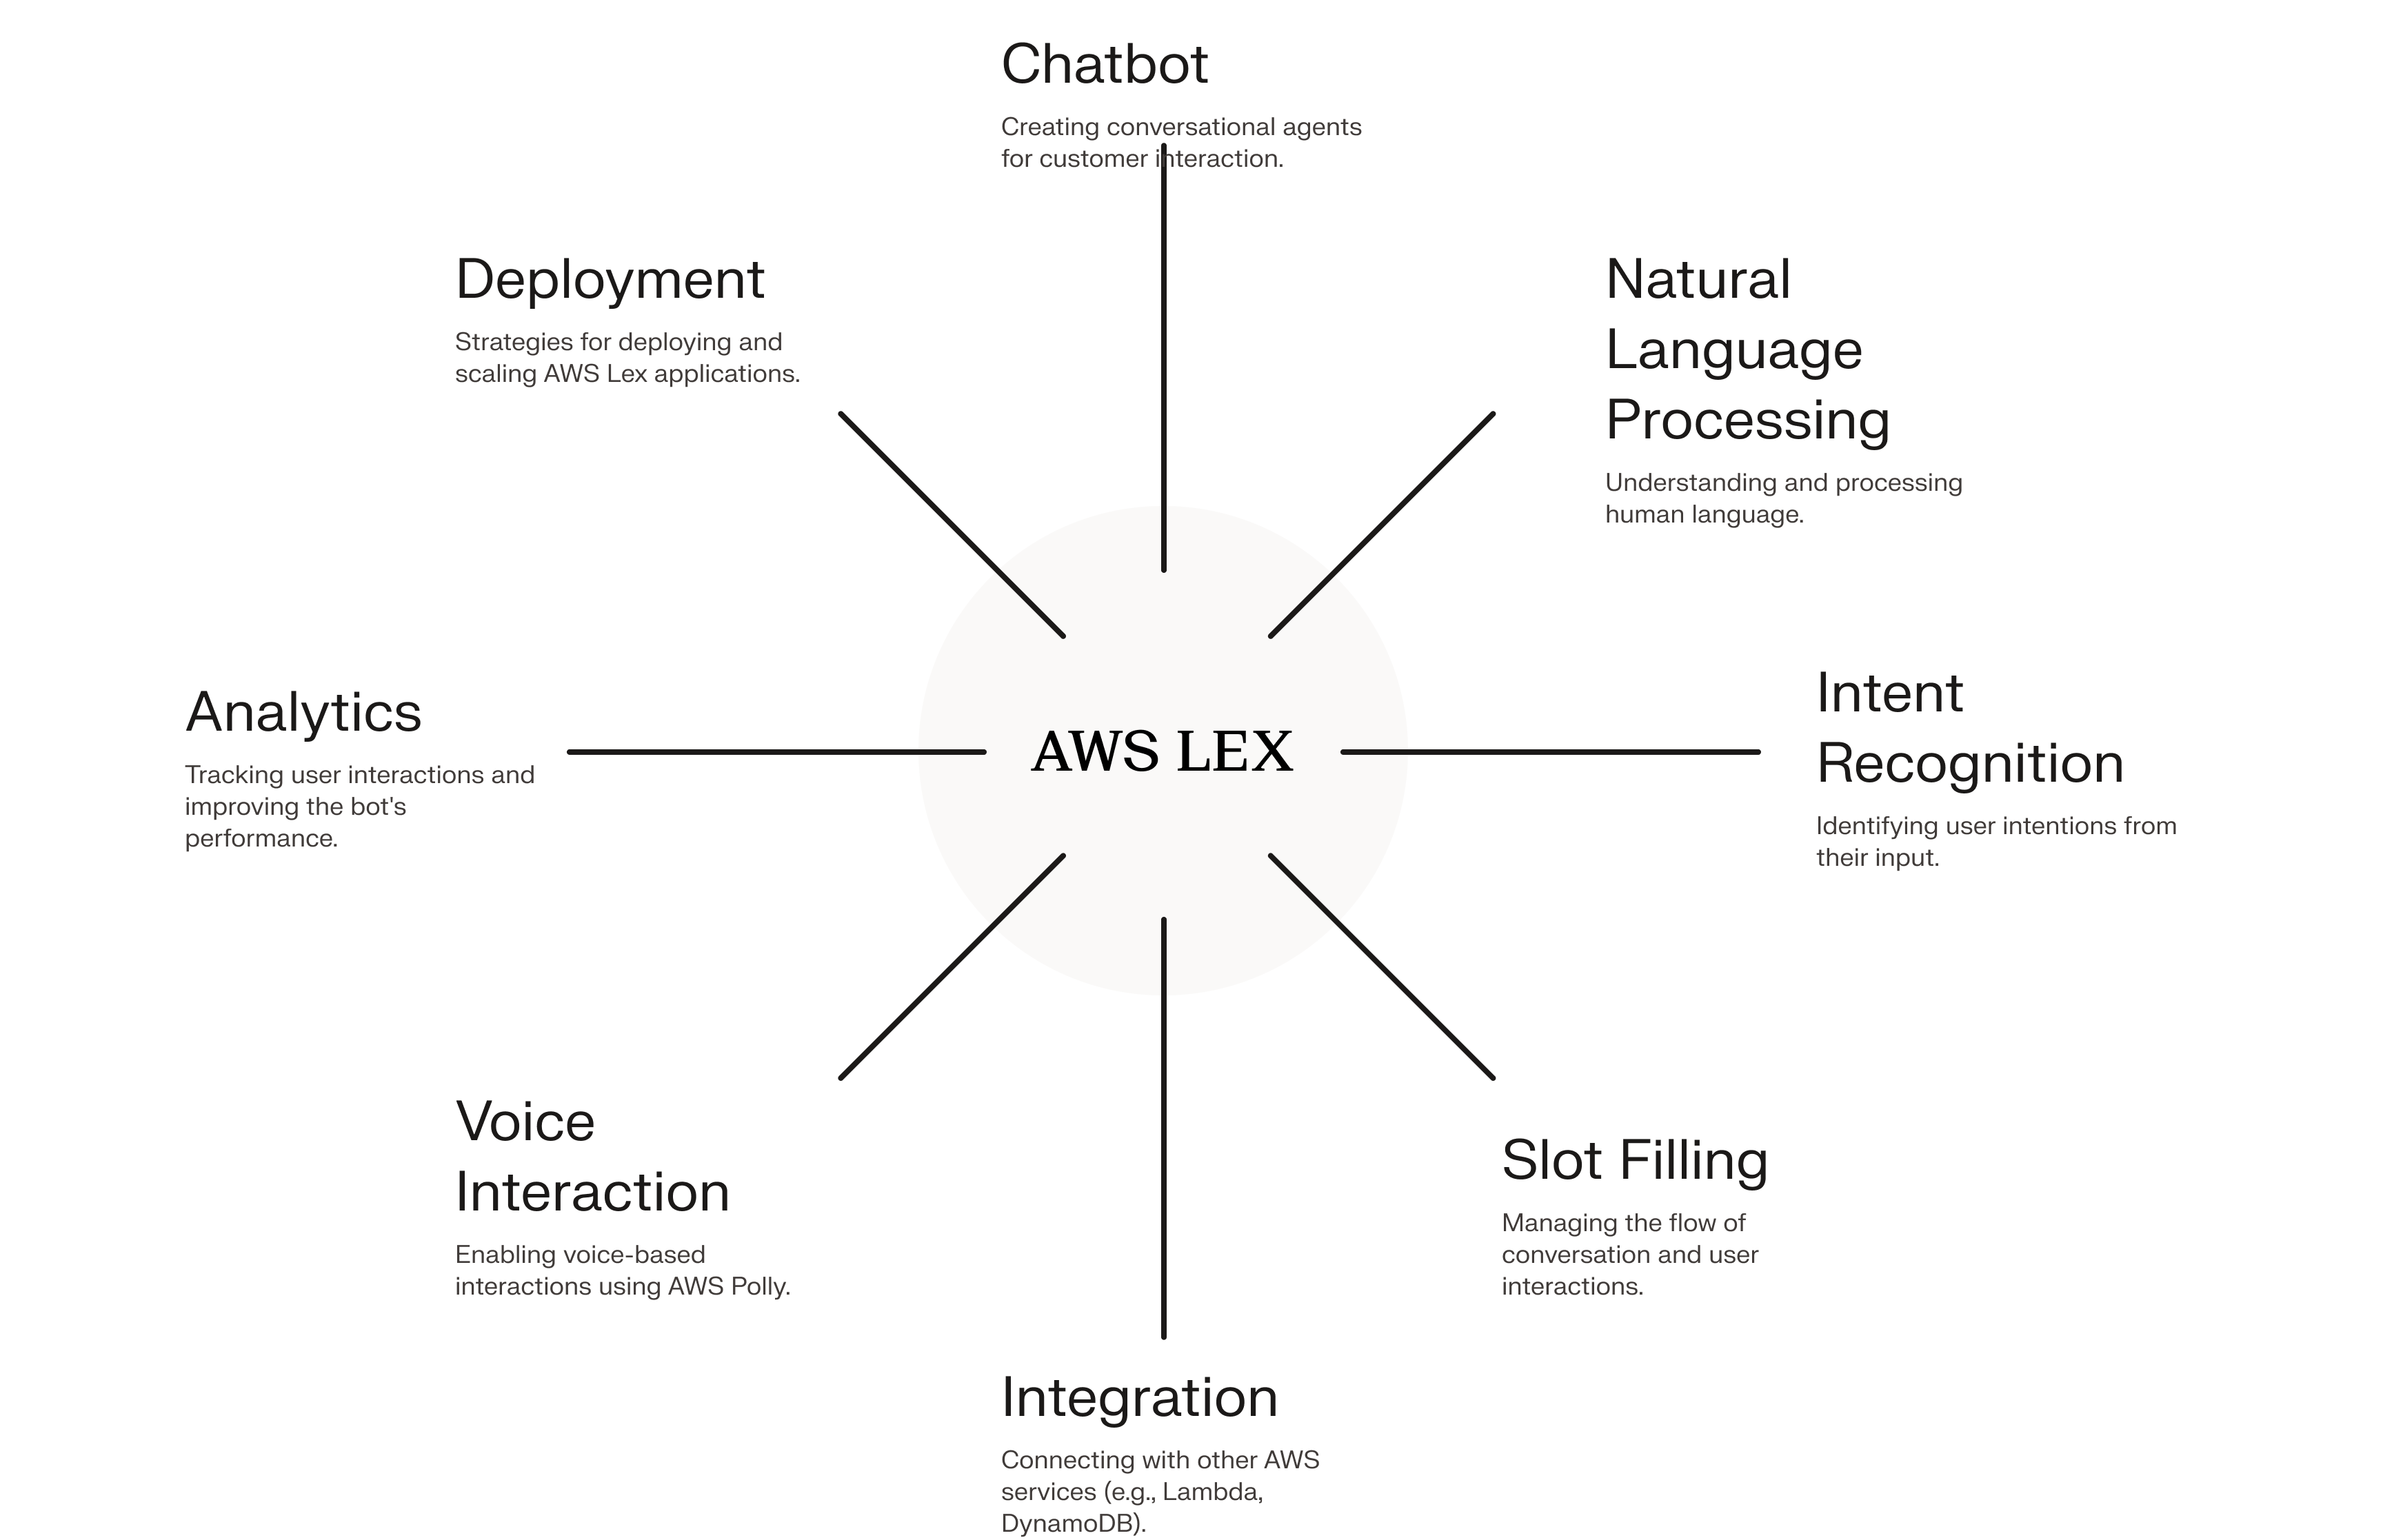 Chatbot
Creating conversational agents
for customer interaction.
Deployment
Strategies for deploying and
scaling AWS Lex applications.
Natural
Language
Processing
Understanding and processing
human language.
Analytics
Tracking user interactions and
improving the bot's
performance.
AWS LEX
Intent
Recognition
Identifying user intentions from
their input.
Voice
Interaction
Enabling voice-based
interactions using AWS Polly.
Slot Filling
Managing the flow of
conversation and user
interactions.
Integration
Connecting with other AWS
services (e.g., Lambda,
DynamoDB).